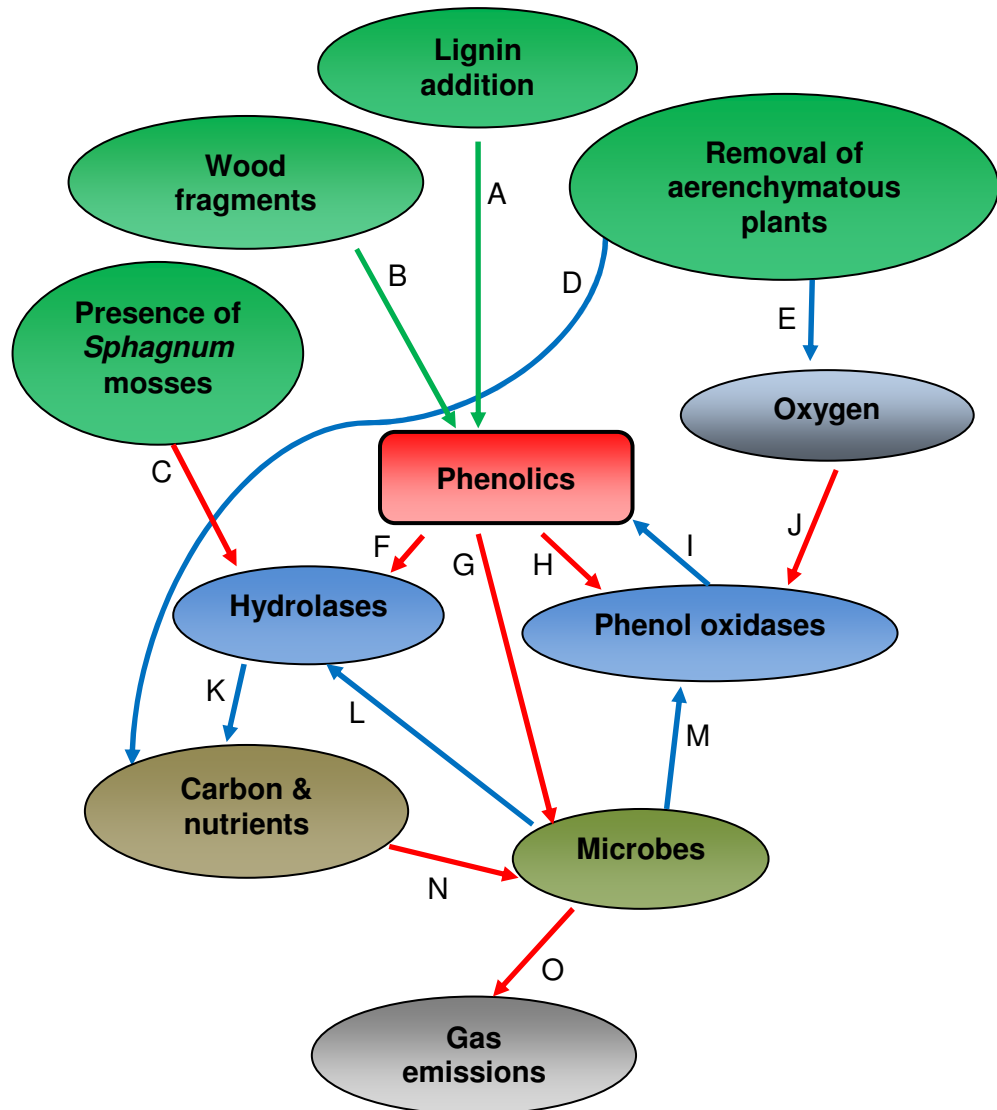 Lignin
addition
Wood
fragments
Removal of
aerenchymatous
plants
A
B
D
Presence of
Sphagnum
mosses
E
Oxygen
C
Phenolics
F
G
H
I
J
Hydrolases
Phenol oxidases
K
L
M
Carbon &
nutrients
Microbes
N
O
Gas
emissions